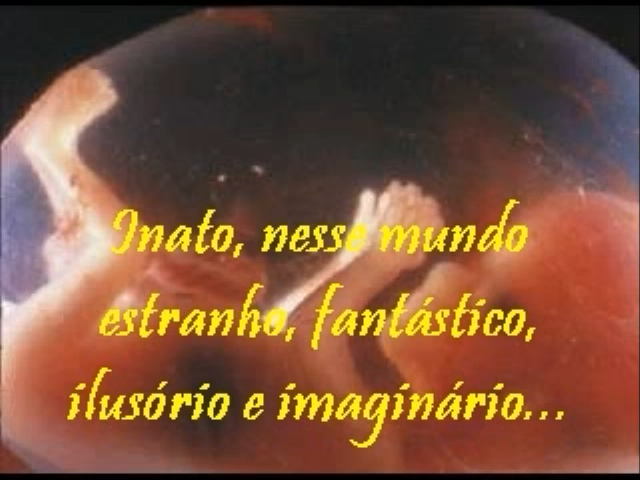 Inato, nesse mundo
estranho, fantástico,
ilusório e imaginário...